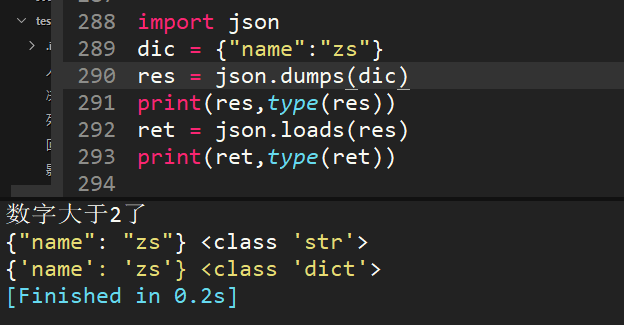 287
tes
288 import json
289 dic = {"name":"zs"}
290 res = json.dumps(dic)
291 print(res,type(res))
292 ret = json.loads(res)
293 print(ret,type(ret))
294
数字大于2了
{"name": "zs"} <class 'str'>
{'name': 'zs'} <class 'dict'>
[Finished in 0.2s]